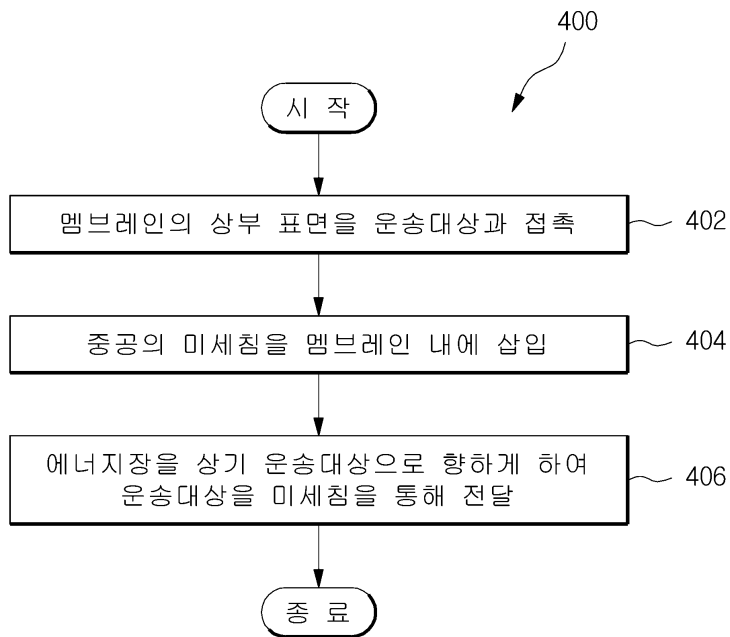 400
시 작
멤브레인의 상부 표면을 운송대상과 접촉
402
중공의 미세침을 멤브레인 내에 삽입
404
에너지장을 상기 운송대상으로 향하게 하여
운송대상을 미세침을 통해 전달
406
종 료